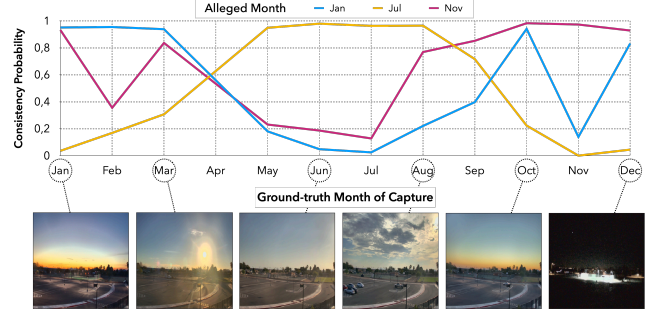 Alleged Month Jan Jul Nov
Consistency Probability
1
0,8
0,6
0,4
0,2
0
Jan Feb Mar Apr May Jun Jul Aug Sep Oct Nov Dec
Ground-truth Month of Capture